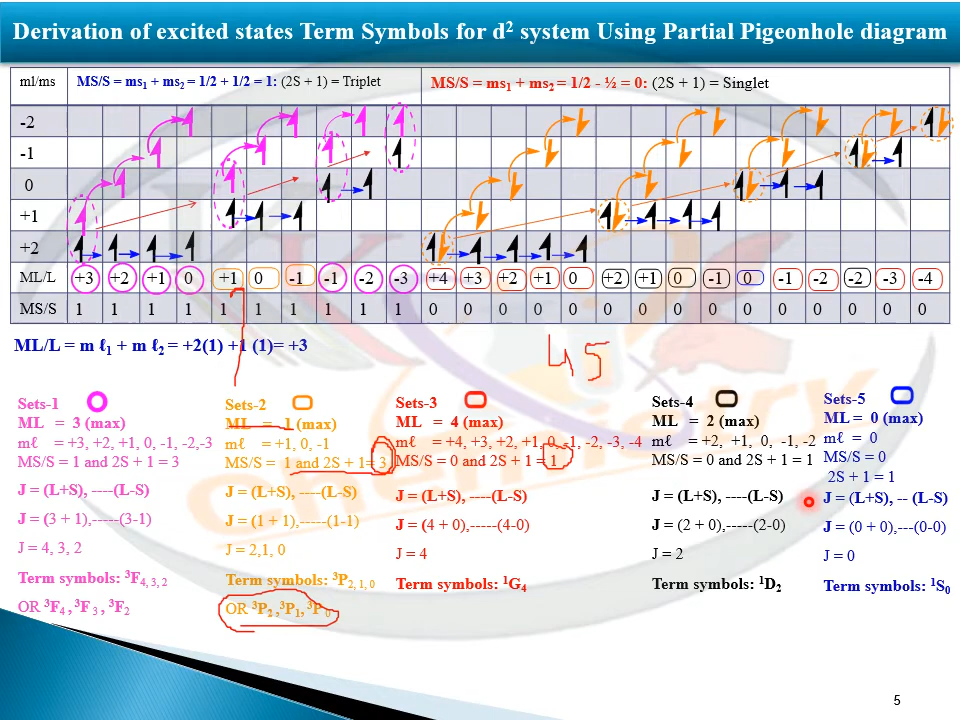 Derivation of excited states Term Symbols for d² system Using Partial Pigeonhole diagram
ml/ms MS/S = ms₁ + ms₂ = 1/2 + 1/2 = 1: (2S + 1) = Triplet MS/S = ms₁ + ms₂ = 1/2 - ½ = 0: (2S + 1) = Singlet
-2
-1
0
+1
+2
ML/L +3 +2 +1 0 +1 0 -1 -1 -2 -3 +4 +3 +2 +1 0 +2 +1 0 -1 0 -1 -2 -2 -3 -4
MS/S 1 1 1 1 1 1 1 1 1 1 0 0 0 0 0 0 0 0 0 0 0 0 0 0 0
ML/L = m ℓ₁ + m ℓ₂ = +2(1) +1 (1)= +3
45
Sets-1
ML = 3 (max)
mℓ = +3, +2, +1, 0, -1, -2,-3
MS/S = 1 and 2S + 1 = 3
J = (L+S), ----(L-S)
J = (3 + 1),-----(3-1)
J = 4, 3, 2
Term symbols: ³F₄, ₃, ₂
OR ³F₄ , ³F ₃ , ³F₂
Sets-2
ML = 1 (max)
mℓ = +1, 0, -1
MS/S = 1 and 2S + 1= 3
J = (L+S), ----(L-S)
J = (1 + 1),-----(1-1)
J = 2,1, 0
Term symbols: ³P₂, ₁, ₀
OR ³P₂ ,³P₁, ³P ₀
Sets-3
ML = 4 (max)
mℓ = +4, +3, +2, +1, 0, -1, -2, -3, -4
MS/S = 0 and 2S + 1 = 1
J = (L+S), ----(L-S)
J = (4 + 0),-----(4-0)
J = 4
Term symbols: ¹G₄
Sets-4
ML = 2 (max)
mℓ = +2, +1, 0, -1, -2
MS/S = 0 and 2S + 1 = 1
J = (L+S), ----(L-S)
J = (2 + 0),-----(2-0)
J = 2
Term symbols: ¹D₂
Sets-5
ML = 0 (max)
mℓ = 0
MS/S = 0
2S + 1 = 1
J = (L+S), -- (L-S)
J = (0 + 0),---(0-0)
J = 0
Term symbols: ¹S₀
5